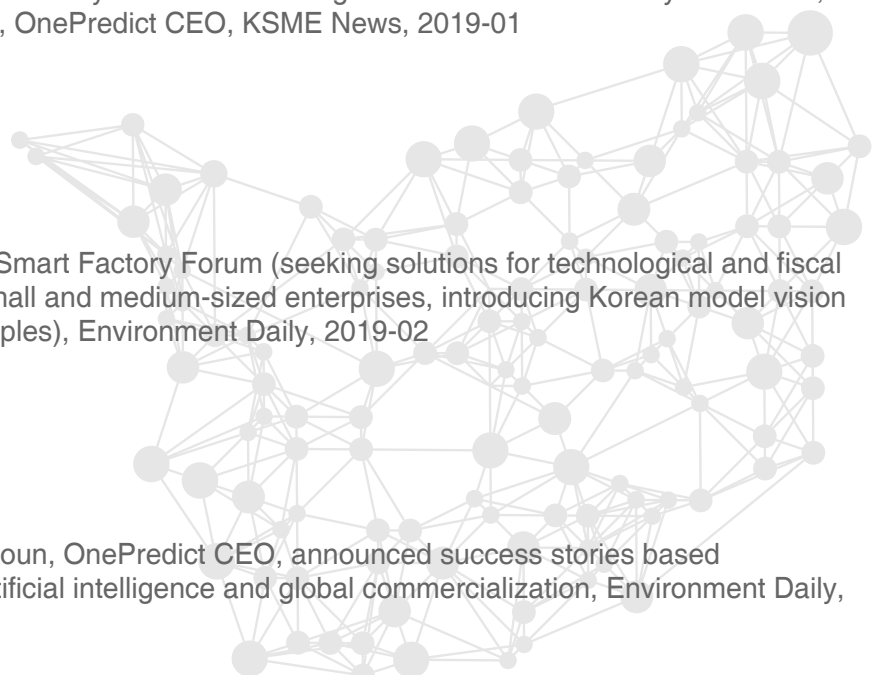 , OnePredict CEO, KSME News, 2019-01
Smart Factory Forum (seeking solutions for technological and fiscal
mall and medium-sized enterprises, introducing Korean model vision
ples), Environment Daily, 2019-02
oun, OnePredict CEO, announced success stories based
tificial intelligence and global commercialization, Environment Daily,